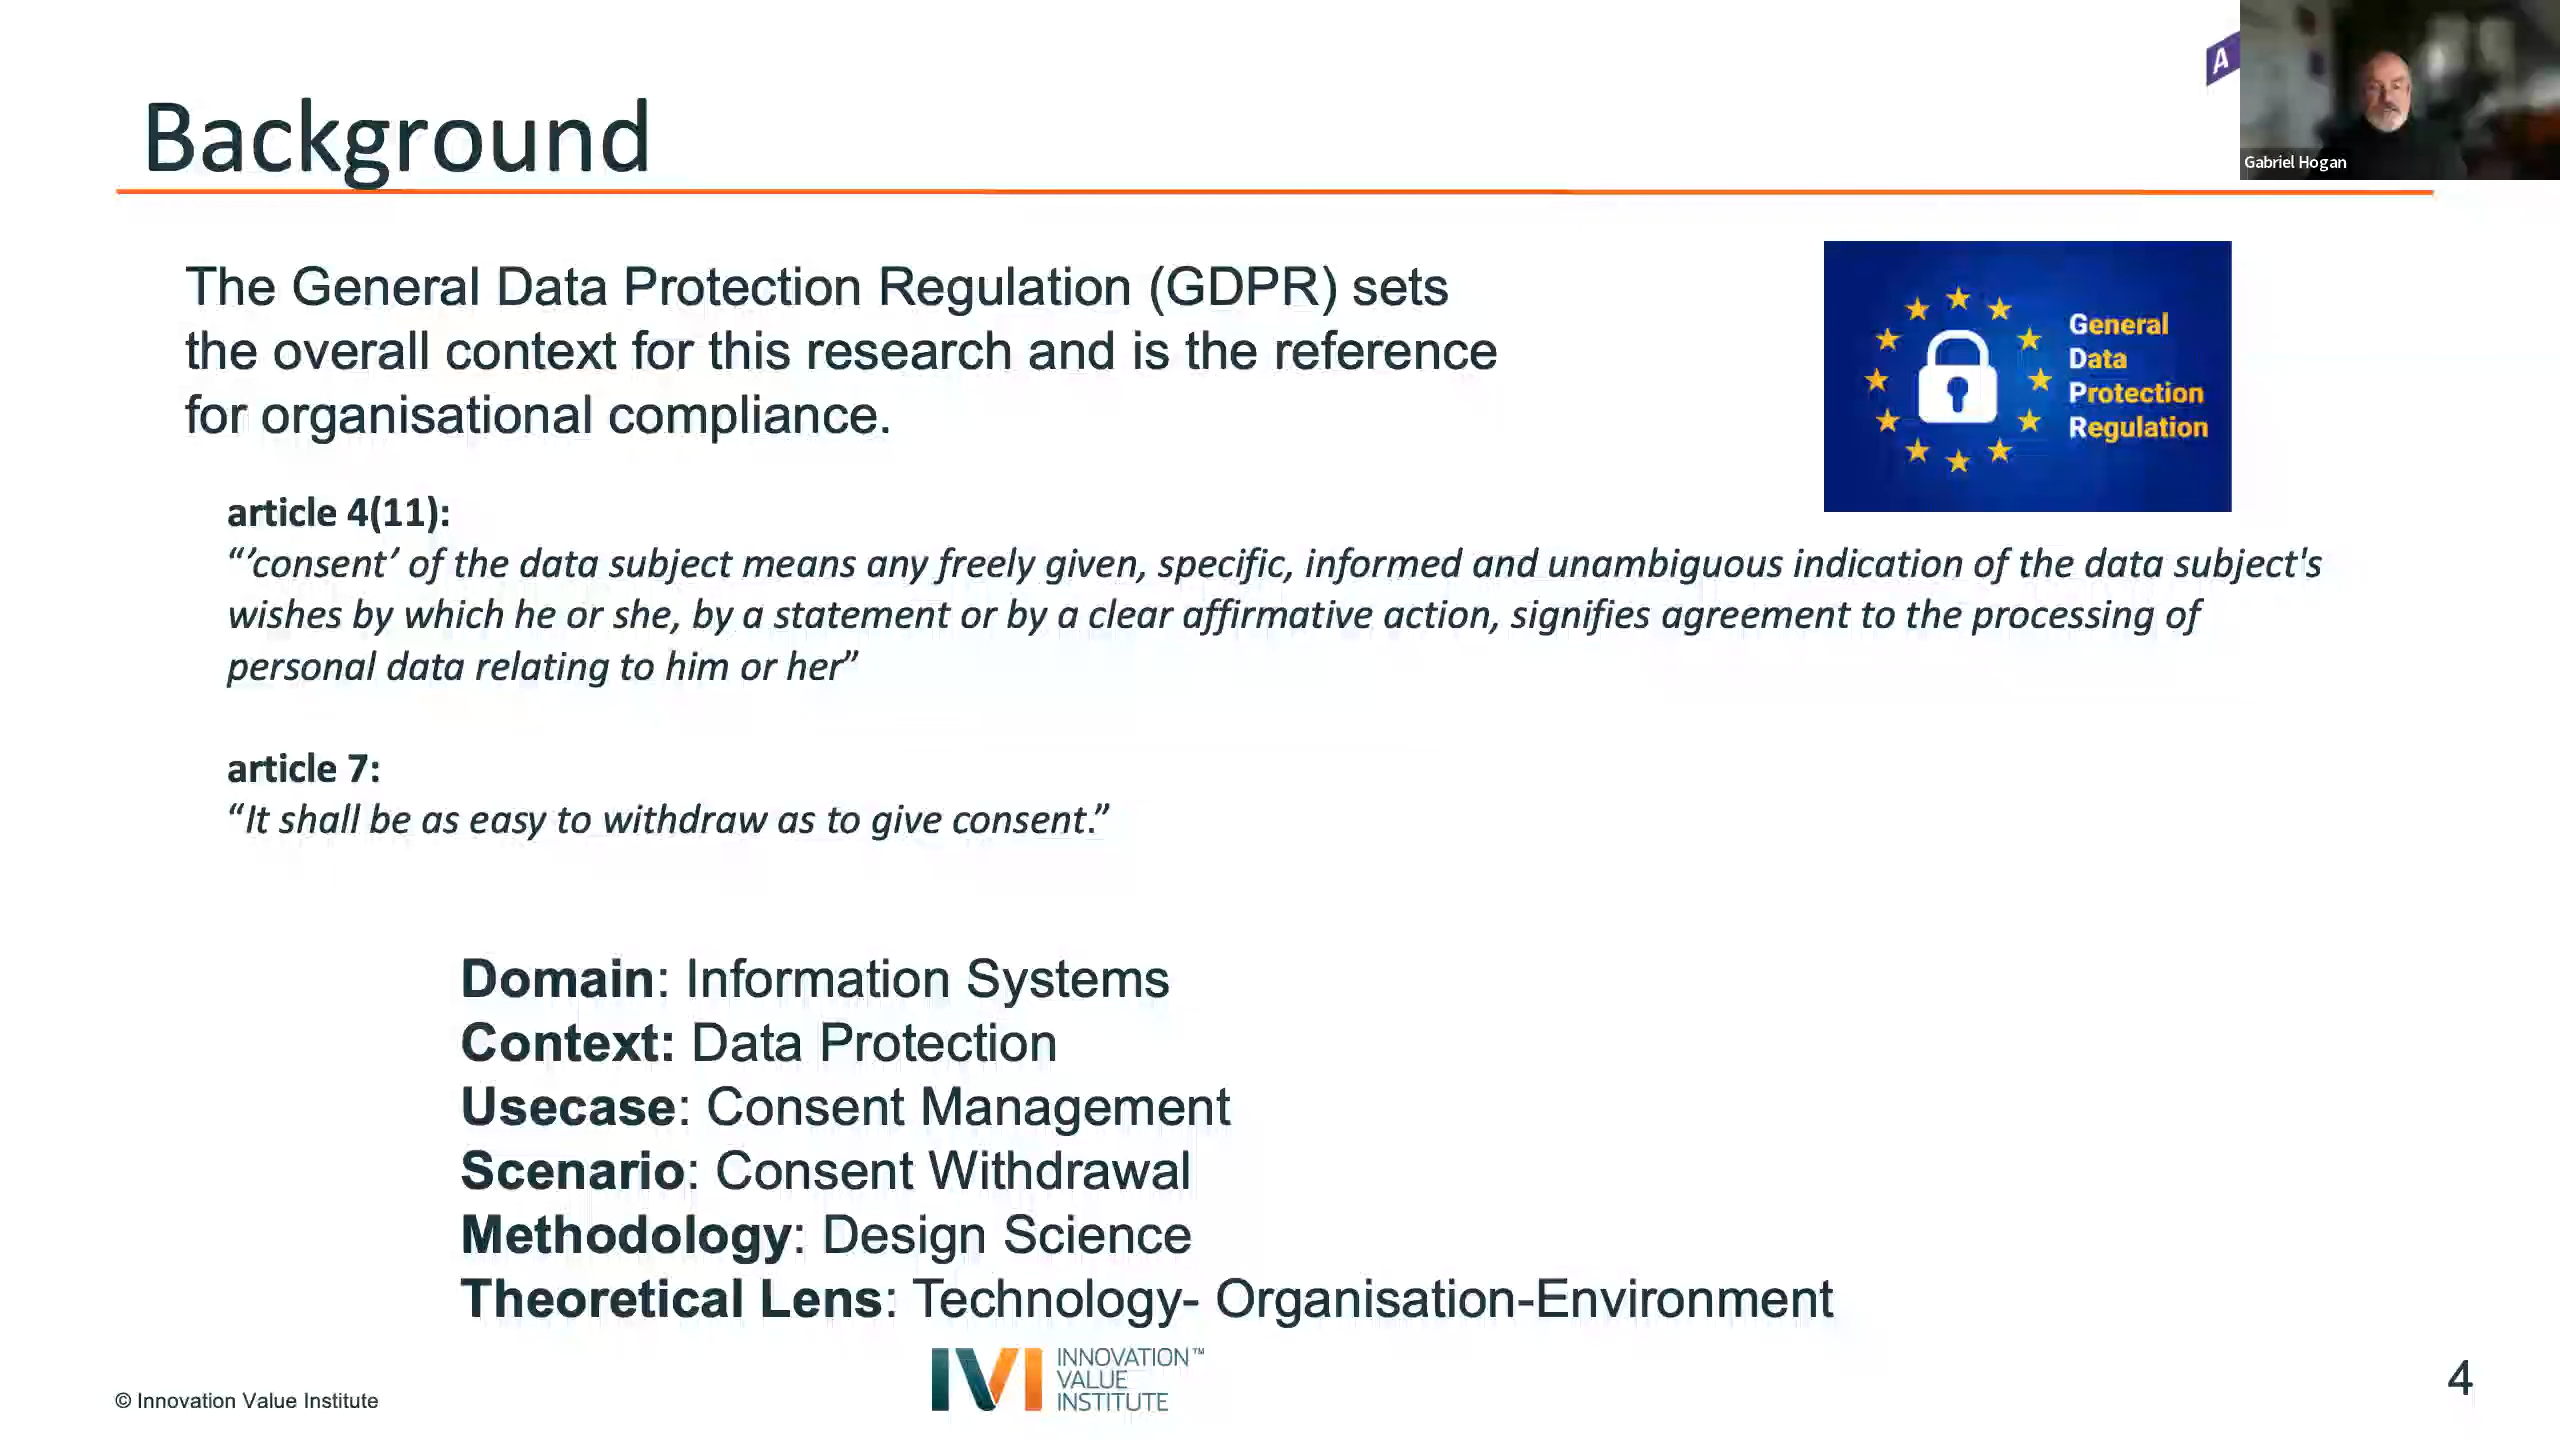 Background
A
Gabriel Hogan
The General Data Protection Regulation (GDPR) sets
the overall context for this research and is the reference
for organisational compliance.
General
Data
Protection
Regulation
article 4(11):
“’consent’ of the data subject means any freely given, specific, informed and unambiguous indication of the data subject's
wishes by which he or she, by a statement or by a clear affirmative action, signifies agreement to the processing of
personal data relating to him or her”
article 7:
“It shall be as easy to withdraw as to give consent.”
Domain: Information Systems
Context: Data Protection
Usecase: Consent Management
Scenario: Consent Withdrawal
Methodology: Design Science
Theoretical Lens: Technology- Organisation-Environment
© Innovation Value Institute
IVI
INNOVATION™
VALUE
INSTITUTE
4